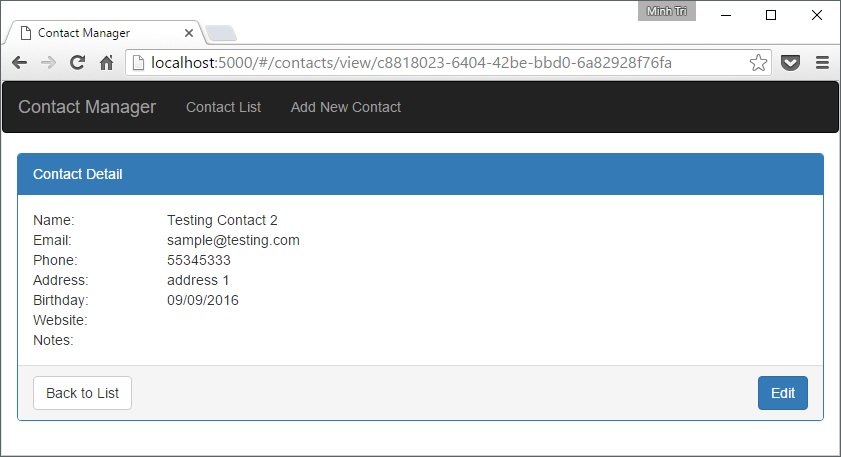 Minh Tri
Contact Manager
localhost:5000/#/contacts/view/c8818023-6404-42be-bbd0-6a82928f76fa
Contact Manager Contact List Add New Contact
Contact Detail
Name: Testing Contact 2
Email: sample@testing.com
Phone: 55345333
Address: address 1
Birthday: 09/09/2016
Website:
Notes:
Back to List Edit